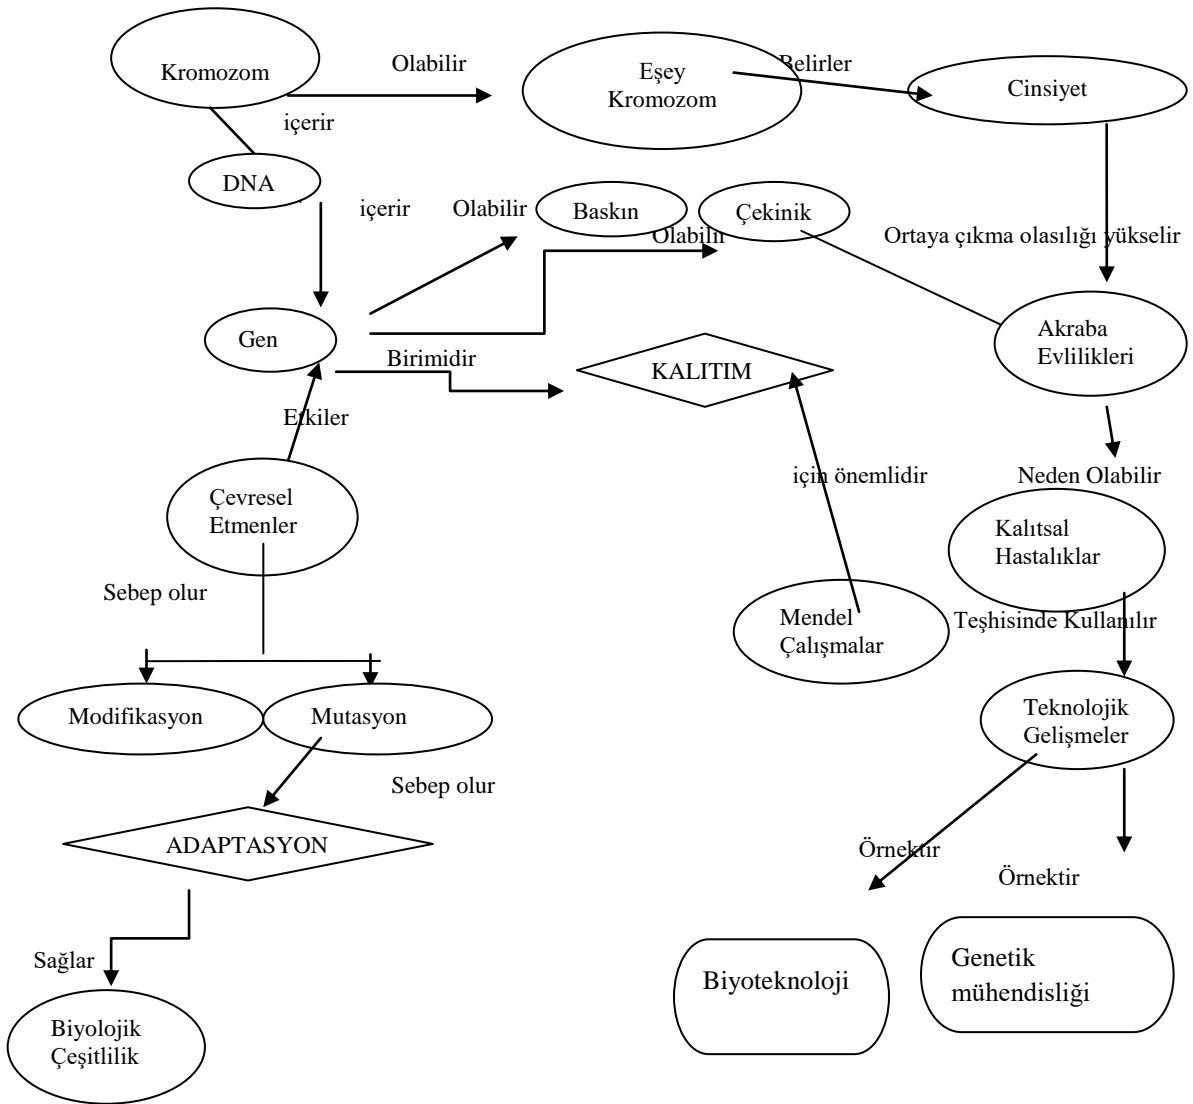 Kromozom
Olabilir
Eşey
Kromozom
Belirler
Cinsiyet
içerir
DNA
içerir
Olabilir
Baskın
Çekinik
Olabilir
Ortaya çıkma olasılığı yükselir
Gen
Birimidir
KALITIM
Akraba
Evlilikleri
Etkiler
Çevresel
Etmenler
için önemlidir
Neden Olabilir
Kalıtsal
Hastalıklar
Sebep olur
Mendel
Çalışmalar
Teşhisinde Kullanılır
Modifikasyon
Mutasyon
Teknolojik
Gelişmeler
Sebep olur
ADAPTASYON
Örnektir
Örnektir
Sağlar
Biyoteknoloji
Genetik
mühendisliği
Biyolojik
Çeşitlilik